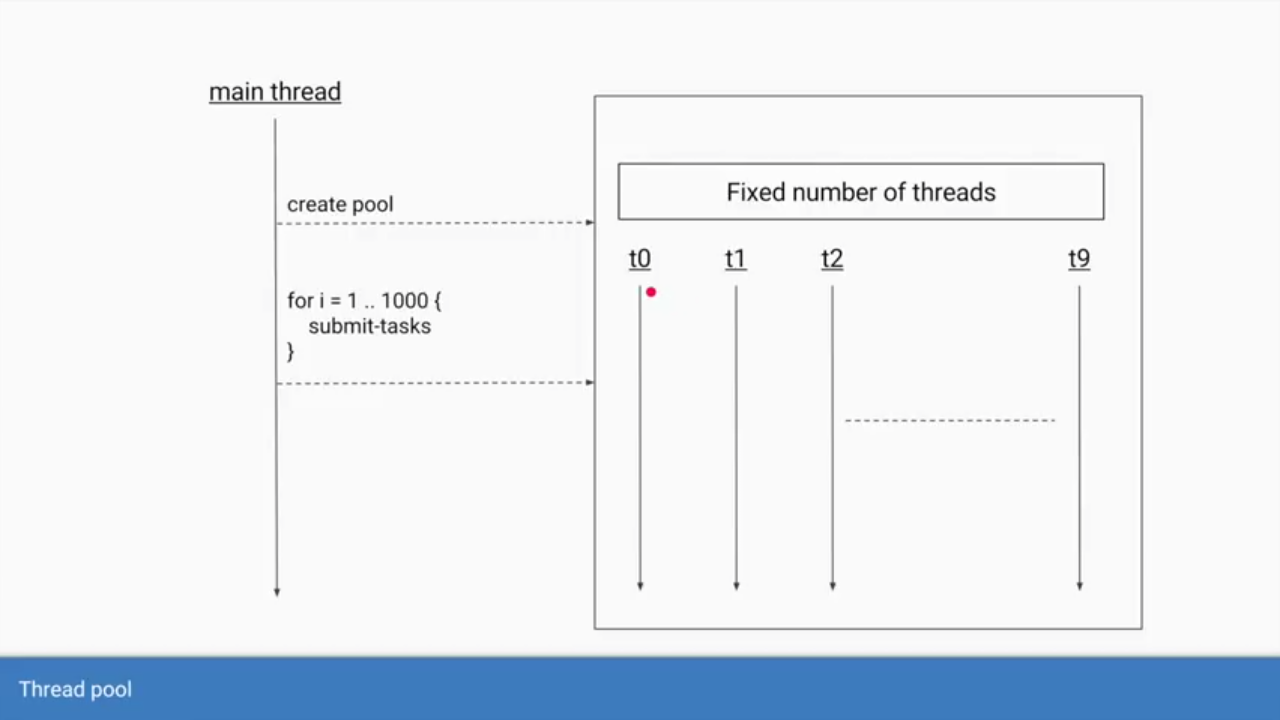 main thread
create pool
for i = 1 .. 1000 {
submit-tasks
}
Fixed number of threads
t0 t1 t2 t9
Thread pool